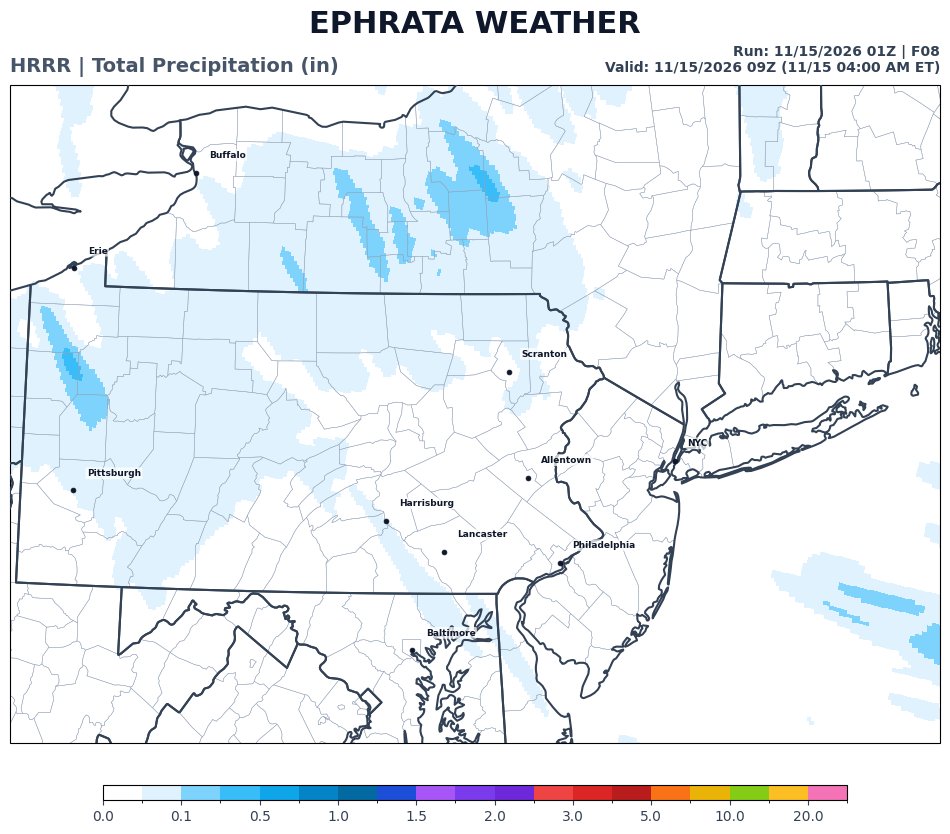 EPHRATA WEATHER
HRRR | Total Precipitation (in)
Run: 11/15/2026 01Z | F08
Valid: 11/15/2026 09Z (11/15 04:00 AM ET)
Buffalo
Erie
Scranton
NYC
Allentown
Pittsburgh
Harrisburg
Lancaster
Philadelphia
Baltimore
0.0 0.1 0.5 1.0 1.5 2.0 3.0 5.0 10.0 20.0